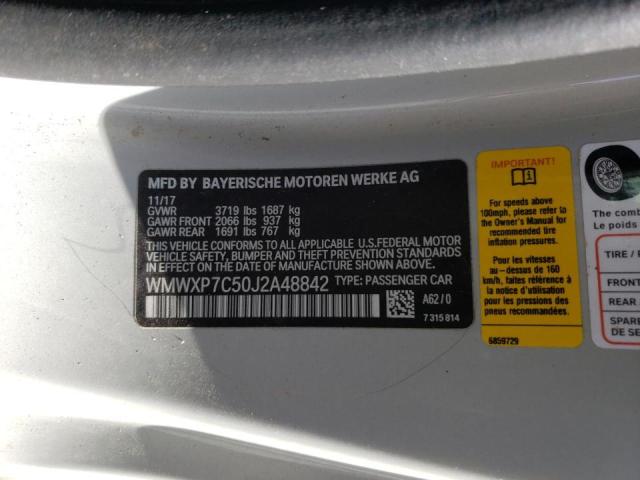 MFD BY BAYERISCHE MOTOREN WERKE AG
11/17
GVWR 3719 lbs 1687 kg
GAWR FRONT 2066 lbs 937 kg
GAWR REAR 1691 lbs 767 kg
THIS VEHICLE CONFORMS TO ALL APPLICABLE U.S.FEDERAL MOTOR
VEHICLE SAFETY, BUMPER AND THEFT PREVENTION STANDARDS
IN EFFECT ON THE DATE OF MANUFACTURE SHOWN ABOVE.
WMWXP7C50J2A48842 TYPE: PASSENGER CAR
A62/0
7 315 814
IMPORTANT!
For speeds above
100mph, please refer to
the Owner's Manual for
recommended tire
inflation pressures.
Pour les vitesses
au-dessus de 160
km/h, faites référence à
la notice d'utilisation
pour les pressions des
pneus recommandées.
6859729
The comb
Le poids
TIRE / P
FRONT
REAR
SPARE
DE SE